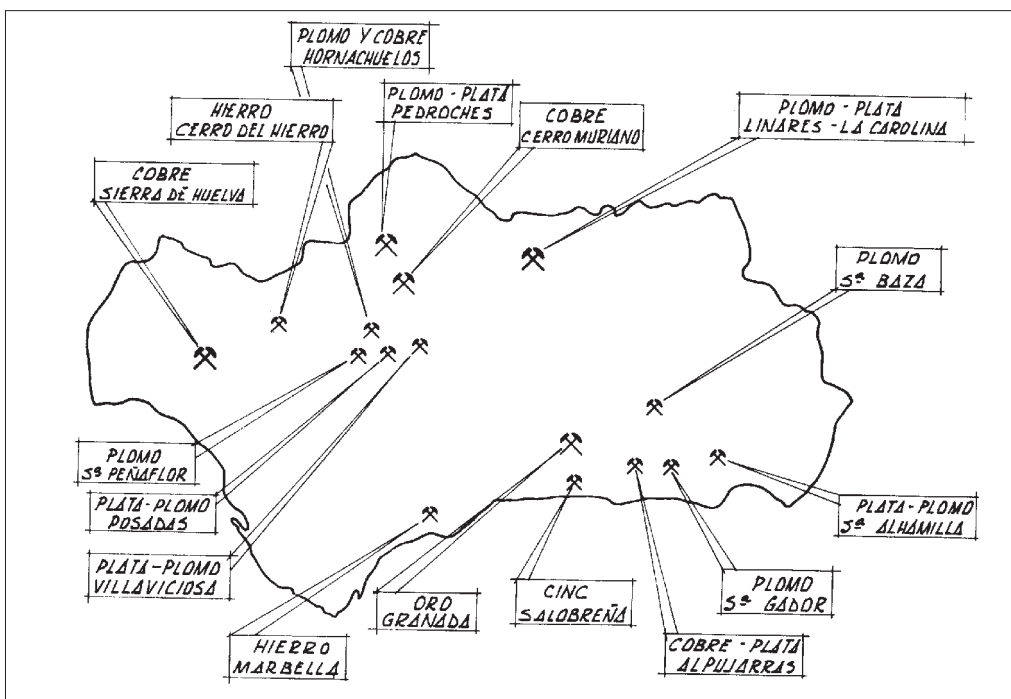 PLOMO Y COBRE
HORNACHUELOS
PLOMO - PLATA
PEDROCHES
HIERRO
CERRO DEL HIERRO
COBRE
CERRO MURIANO
PLOMO - PLATA
LINARES - LA CAROLINA
COBRE
SIERRA DE HUELVA
PLOMO
Sª BAZA
PLOMO
Sª PEÑAFLOR
PLATA-PLOMO
POSADAS
PLATA-PLOMO
VILLAVICIOSA
HIERRO
MARBELLA
ORO
GRANADA
CINC
SALOBREÑA
COBRE - PLATA
ALPUJARRAS
PLOMO
Sª GADOR
PLATA-PLOMO
Sª ALHAMILLA